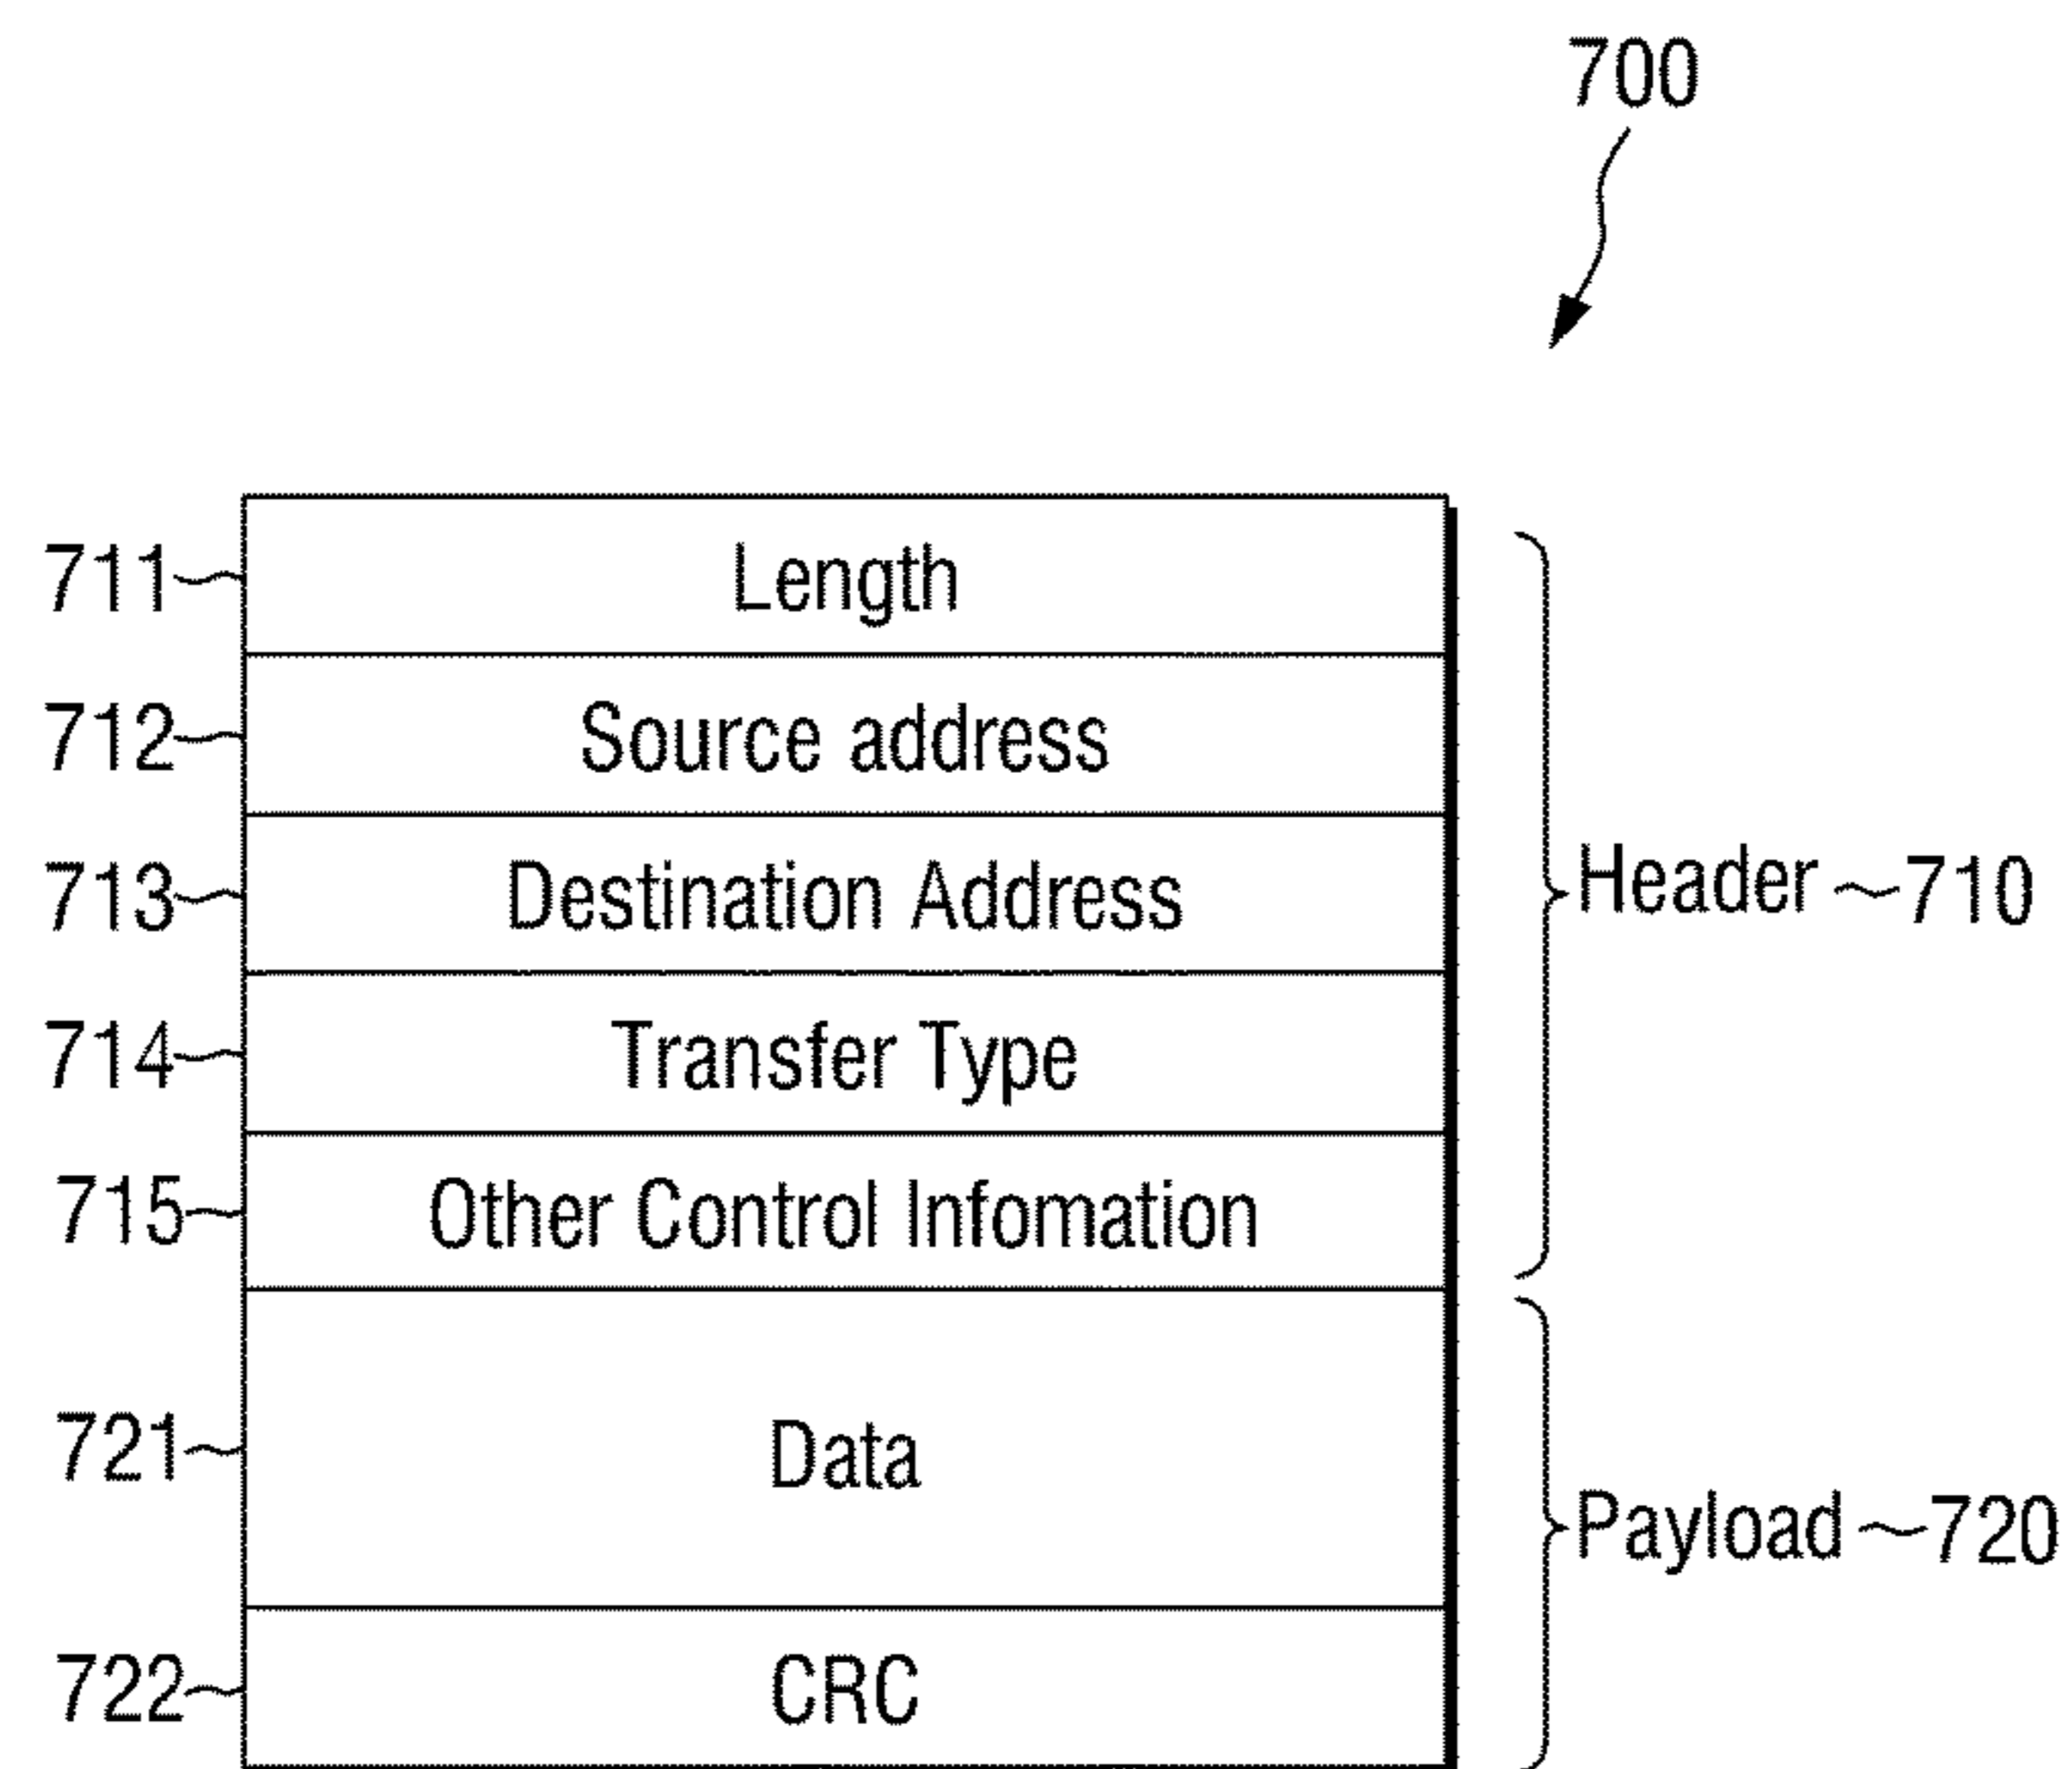 700
711 Length
712 Source address
713 Destination Address
Header 710
714 Transfer Type
715 Other Control Infomation
721 Data
Payload 720
722 CRC